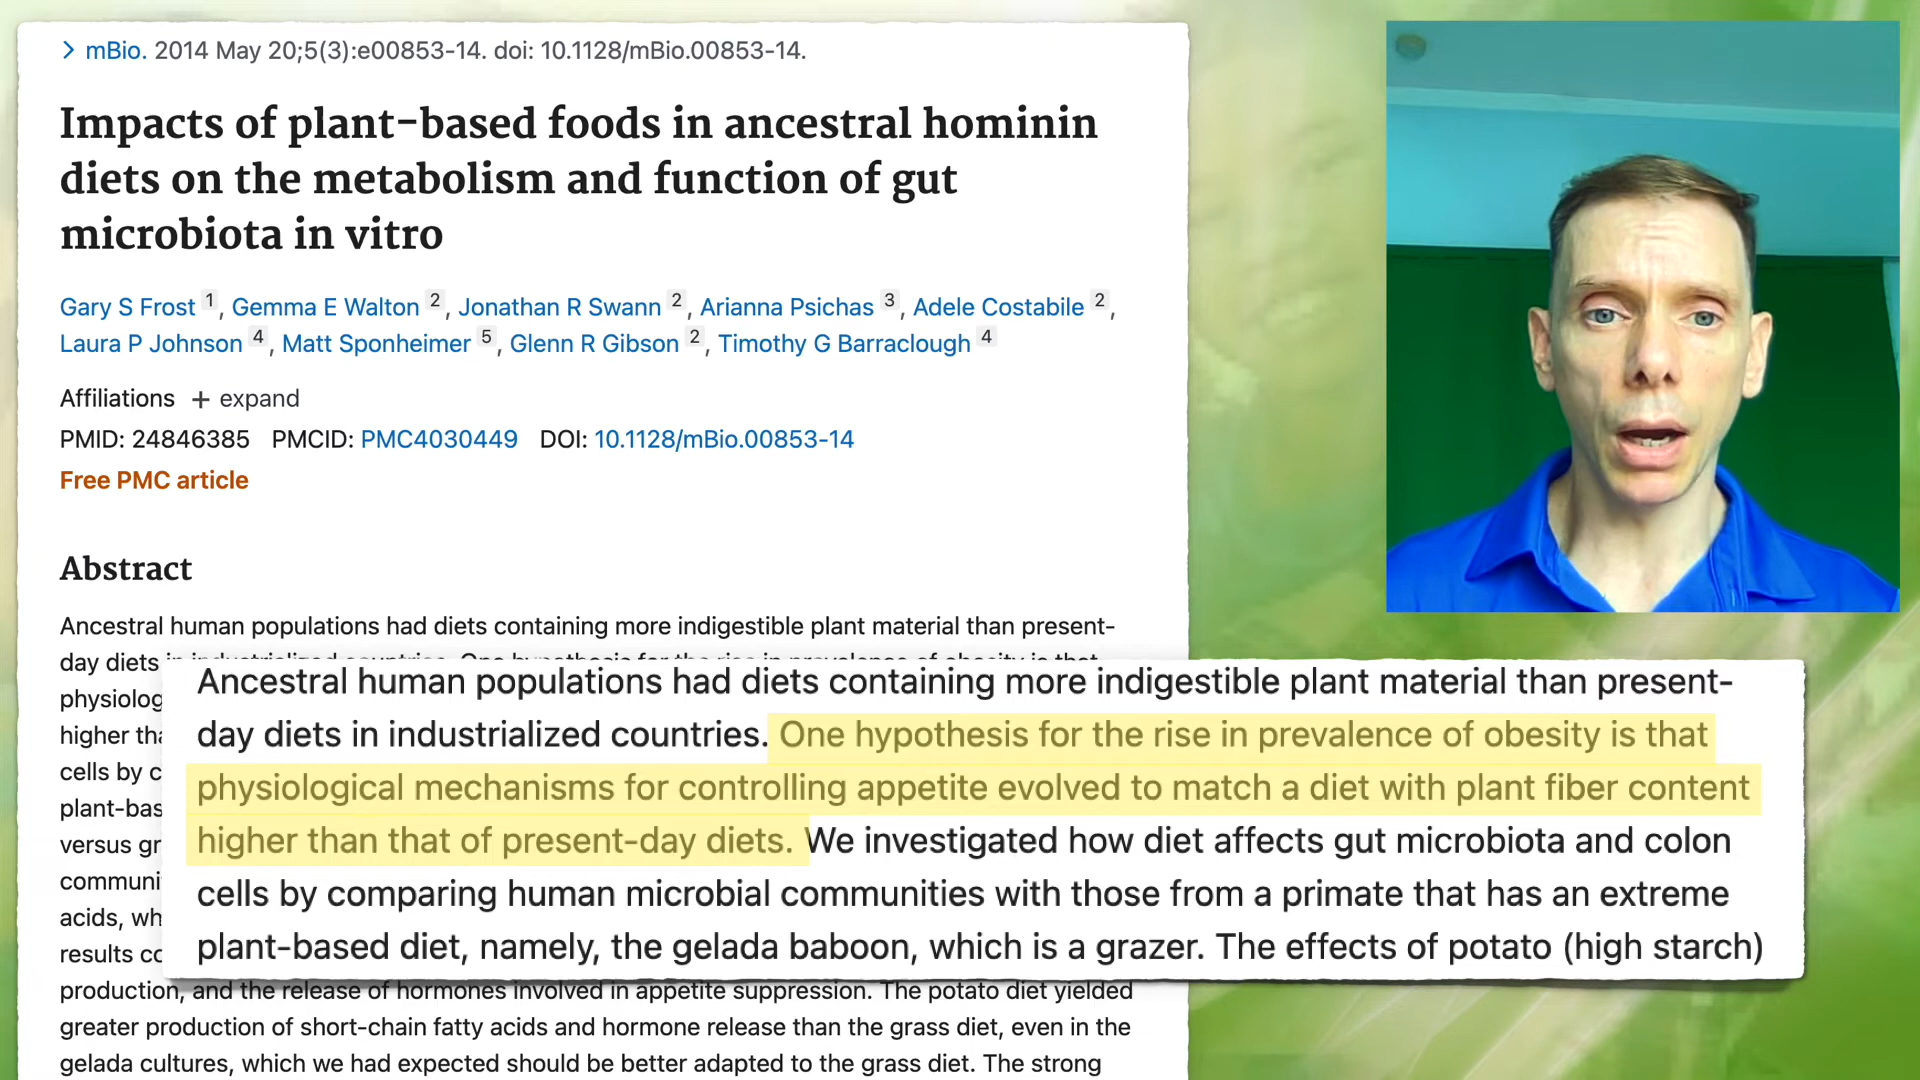 > mBio. 2014 May 20;5(3):e00853-14. doi: 10.1128/mBio.00853-14.
Impacts of plant-based foods in ancestral hominin
diets on the metabolism and function of gut
microbiota in vitro
Gary S Frost 1, Gemma E Walton 2, Jonathan R Swann 2, Arianna Psichas 3, Adele Costabile 2,
Laura P Johnson 4, Matt Sponheimer 5, Glenn R Gibson 2, Timothy G Barraclough 4
Affiliations + expand
PMID: 24846385 PMCID: PMC4030449 DOI: 10.1128/mBio.00853-14
Free PMC article
Abstract
Ancestral human populations had diets containing more indigestible plant material than present-
day diets
physiolog
higher tha
cells by c
plant-bas
versus gr
communi
acids, wh
results co
Ancestral human populations had diets containing more indigestible plant material than present-
day diets in industrialized countries. One hypothesis for the rise in prevalence of obesity is that
physiological mechanisms for controlling appetite evolved to match a diet with plant fiber content
higher than that of present-day diets. We investigated how diet affects gut microbiota and colon
cells by comparing human microbial communities with those from a primate that has an extreme
plant-based diet, namely, the gelada baboon, which is a grazer. The effects of potato (high starch)
production, and the release of hormones involved in appetite suppression. The potato diet yielded
greater production of short-chain fatty acids and hormone release than the grass diet, even in the
gelada cultures, which we had expected should be better adapted to the grass diet. The strong